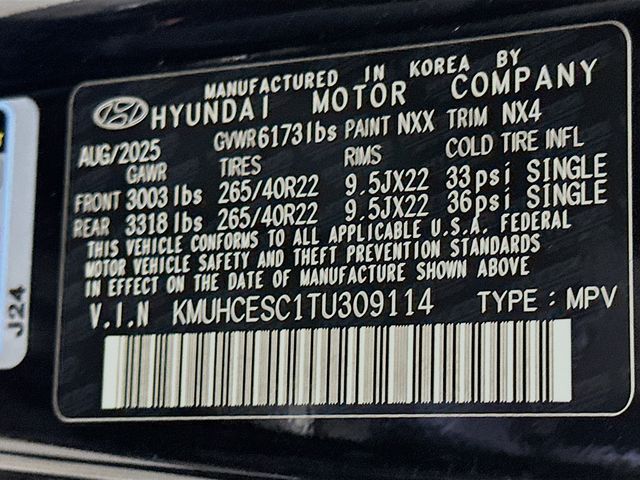 MANUFACTURED IN KOREA BY
HYUNDAI MOTOR COMPANY
AUG/2025 GVWR 6173lbs PAINT NXX TRIM NX4
GAWR TIRES RIMS COLD TIRE INFL
FRONT 3003 lbs 265/40R22 9.5JX22 33psi SINGLE
REAR 3318 lbs 265/40R22 9.5JX22 36psi SINGLE
THIS VEHICLE CONFORMS TO ALL APPLICABLE U.S.A. FEDERAL
MOTOR VEHICLE SAFETY AND THEFT PREVENTION STANDARDS
IN EFFECT ON THE DATE OF MANUFACTURE SHOWN ABOVE
V.I.N KMUHCESC1TU309114 TYPE : MPV
J24